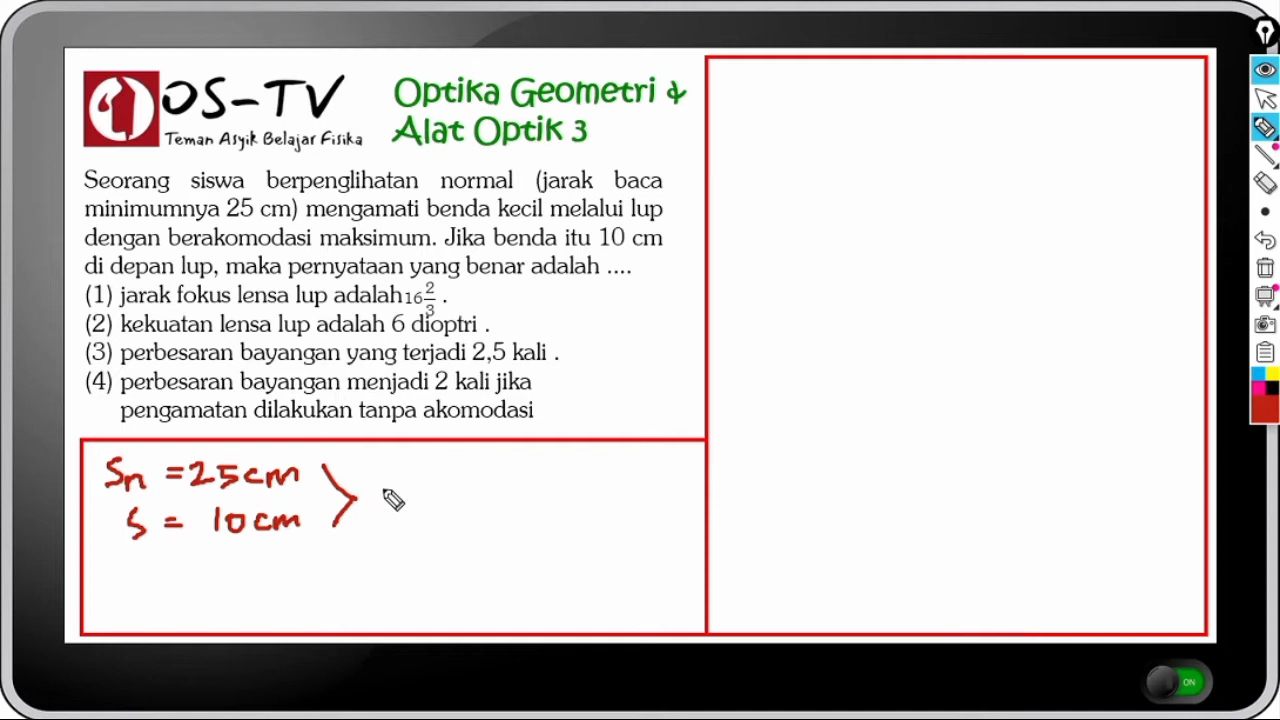 OS-TV
Teman Asyik Belajar Fisika
Optika Geometri &
Alat Optik 3
Seorang siswa berpenglihatan normal (jarak baca
minimumnya 25 cm) mengamati benda kecil melalui lup
dengan berakomodasi maksimum. Jika benda itu 10 cm
di depan lup, maka pernyataan yang benar adalah ....
(1) jarak fokus lensa lup adalah 16 2/3 .
(2) kekuatan lensa lup adalah 6 dioptri .
(3) perbesaran bayangan yang terjadi 2,5 kali .
(4) perbesaran bayangan menjadi 2 kali jika
pengamatan dilakukan tanpa akomodasi
Sn = 25 cm
S = 10 cm
ON